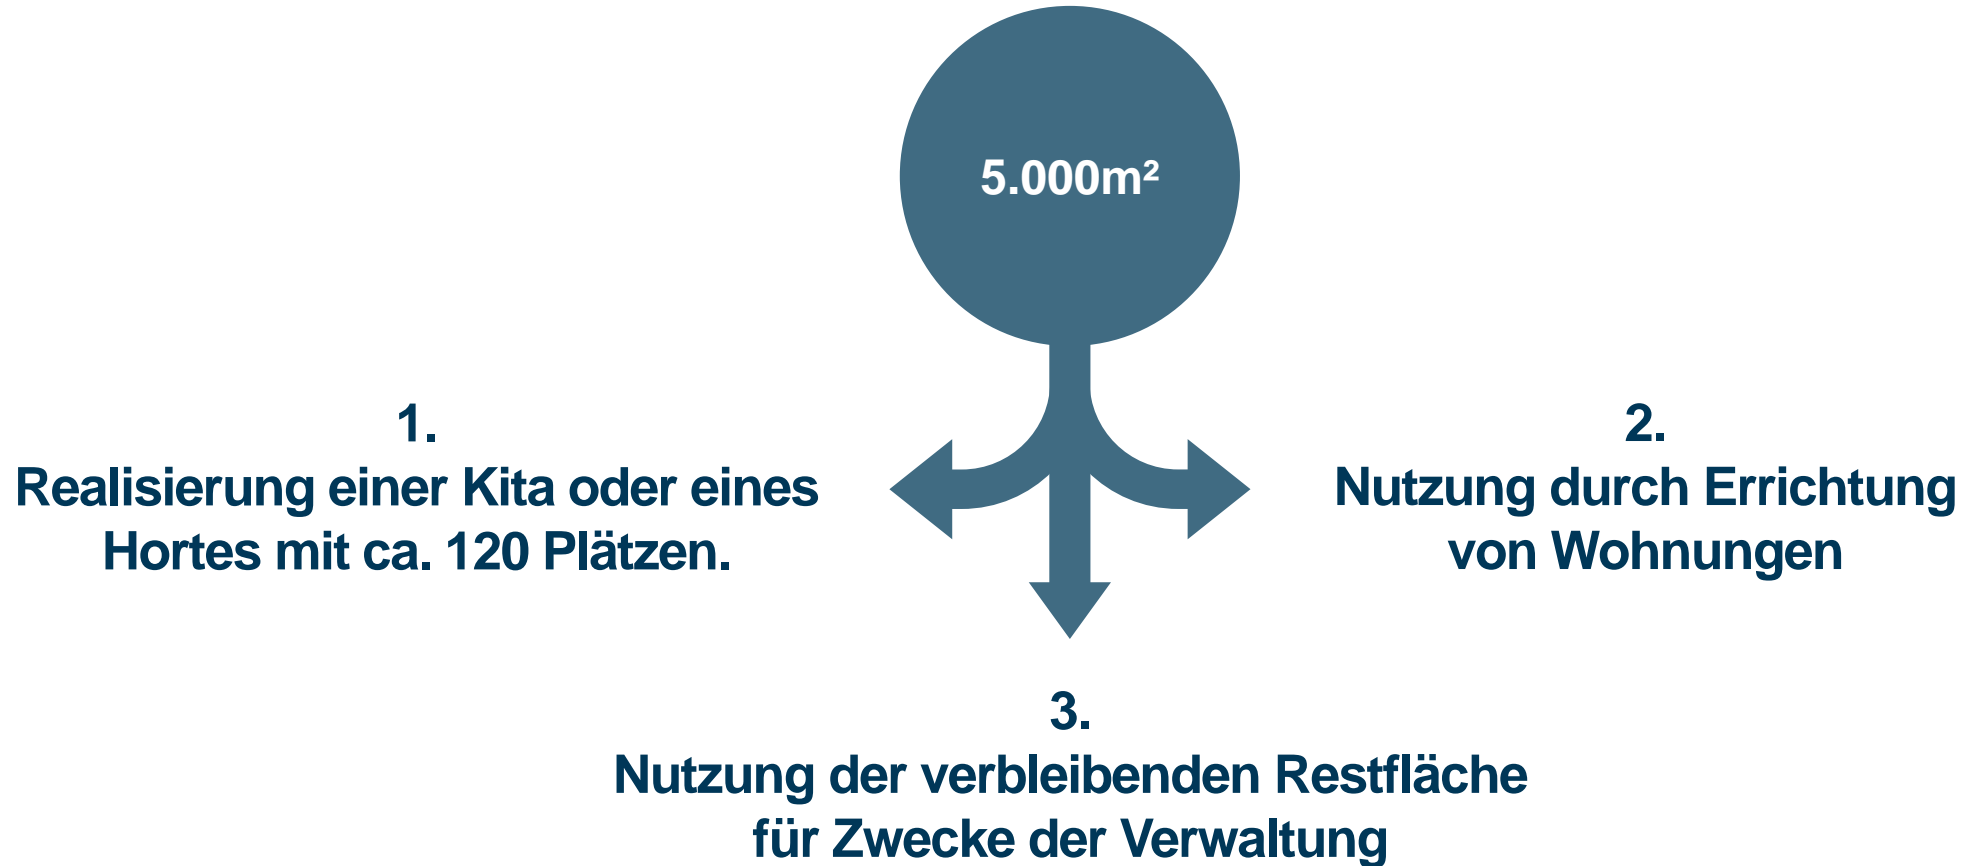 5.000m²
1.
Realisierung einer Kita oder eines
Hortes mit ca. 120 Plätzen.
2.
Nutzung durch Errichtung
von Wohnungen
3.
Nutzung der verbleibenden Restfläche
für Zwecke der Verwaltung